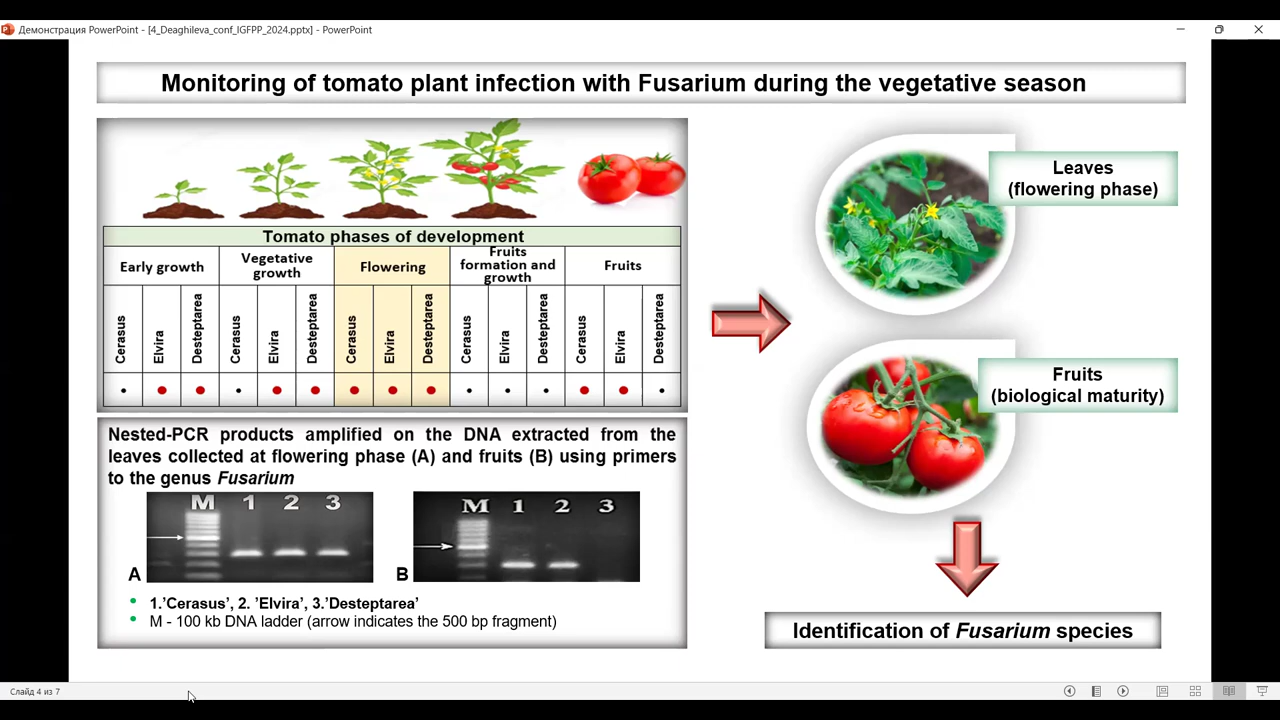 Демонстрация PowerPoint - [4_Deaghileva_conf_IGFPP_2024.pptx] - PowerPoint
Monitoring of tomato plant infection with Fusarium during the vegetative season
Tomato phases of development
Early growth
Vegetative
growth
Flowering
Fruits
formation and
growth
Fruits
Cerasus
Elvira
Desteptarea
Cerasus
Elvira
Desteptarea
Cerasus
Elvira
Desteptarea
Cerasus
Elvira
Desteptarea
Cerasus
Elvira
Desteptarea
Nested-PCR products amplified on the DNA extracted from the
leaves collected at flowering phase (A) and fruits (B) using primers
to the genus Fusarium
M 1 2 3
A
M 1 2 3
B
1.’Cerasus’, 2. ’Elvira’, 3.’Desteptarea’
M - 100 kb DNA ladder (arrow indicates the 500 bp fragment)
Leaves
(flowering phase)
Fruits
(biological maturity)
Identification of Fusarium species
Слайд 4 из 7